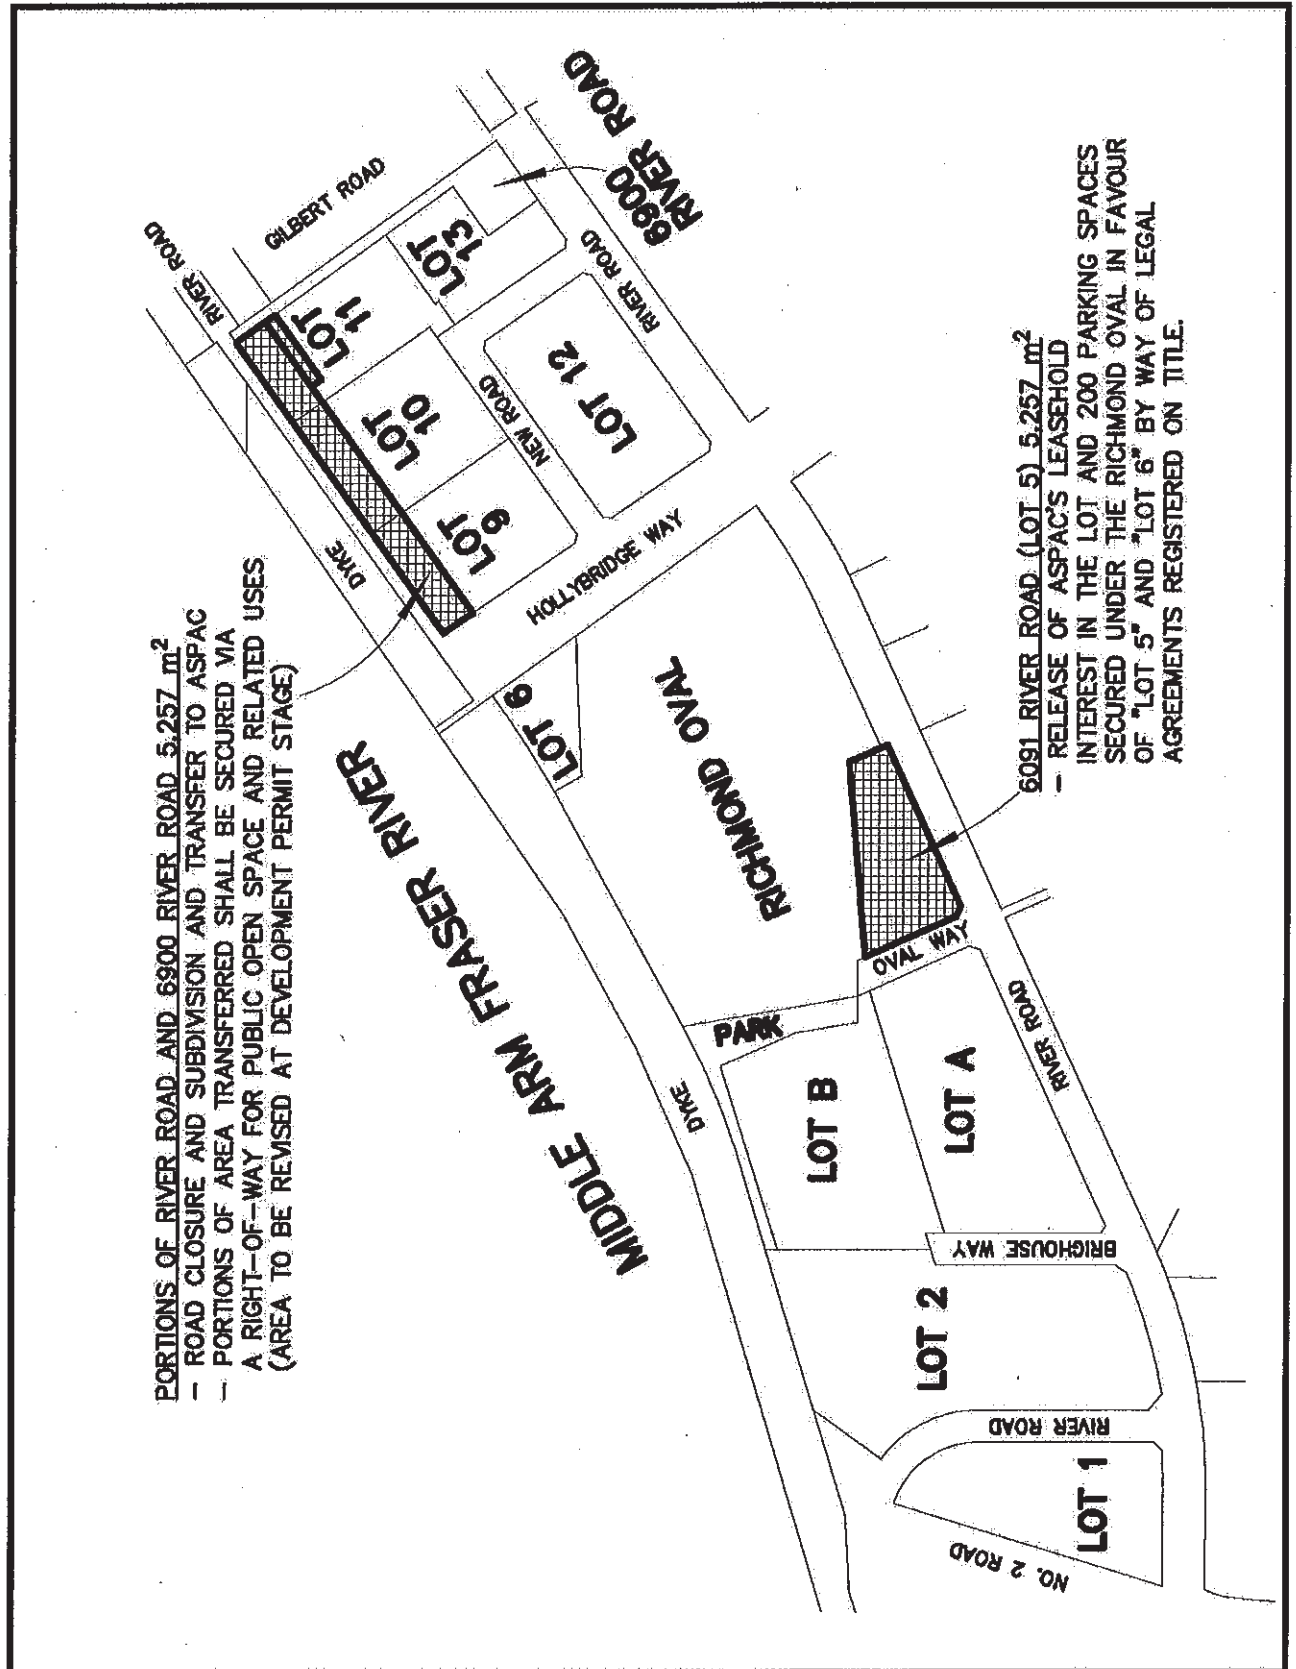 PORTIONS OF RIVER ROAD AND 6900 RIVER ROAD 5,257 m²
– ROAD CLOSURE AND SUBDIVISION AND TRANSFER TO ASPAC
– PORTIONS OF AREA TRANSFERRED SHALL BE SECURED VIA
A RIGHT-OF-WAY FOR PUBLIC OPEN SPACE AND RELATED USES
(AREA TO BE REVISED AT DEVELOPMENT PERMIT STAGE)
RIVER ROAD
GILBERT ROAD
6900
RIVER ROAD
LOT
11
LOT
13
LOT
10
LOT
9
LOT 12
NEW ROAD
RIVER ROAD
DYKE
HOLLYBRIDGE WAY
LOT 6
MIDDLE ARM FRASER RIVER
RICHMOND OVAL
6091 RIVER ROAD (LOT 5) 5,257 m²
– RELEASE OF ASPAC'S LEASEHOLD
INTEREST IN THE LOT AND 200 PARKING SPACES
SECURED UNDER THE RICHMOND OVAL IN FAVOUR
OF "LOT 5" AND "LOT 6" BY WAY OF LEGAL
AGREEMENTS REGISTERED ON TITLE.
OVAL WAY
PARK
DYKE
RIVER ROAD
LOT B
LOT A
BRIGHOUSE WAY
LOT 2
RIVER ROAD
LOT 1
NO. 2 ROAD